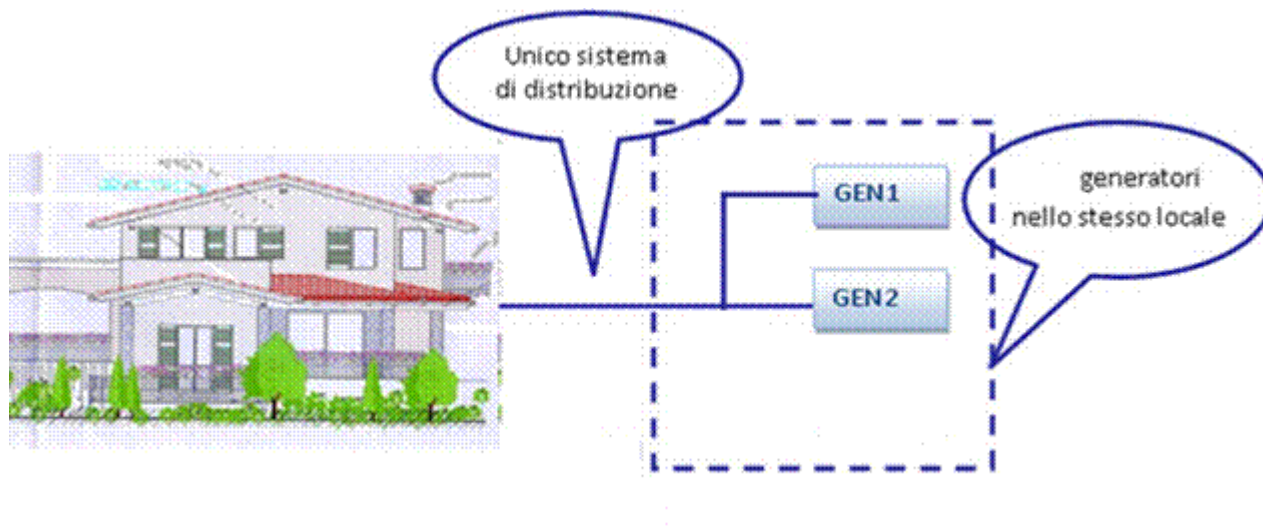 Unico sistema
di distribuzione
GEN1
generatori
nello stesso locale
GEN2